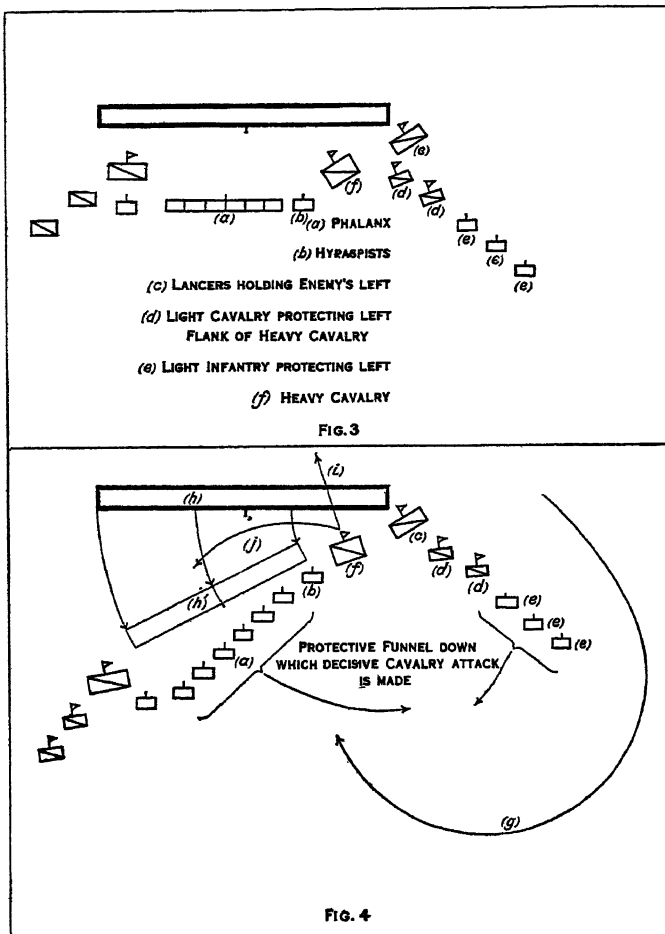 (e)
(f)
(d)
(d)
(a)
(b)
(a) PHALANX
(e)
(e)
(e)
(b) HYRASPISTS
(c) LANCERS HOLDING ENEMY'S LEFT
(d) LIGHT CAVALRY PROTECTING LEFT
FLANK OF HEAVY CAVALRY
(e) LIGHT INFANTRY PROTECTING LEFT
(f) HEAVY CAVALRY
FIG. 3
(i)
(h)
(c)
(j)
(f)
(d)
(d)
(b)
(h')
(e)
(e)
(e)
(a)
PROTECTIVE FUNNEL DOWN
WHICH DECISIVE CAVALRY ATTACK
IS MADE
(g)
FIG. 4